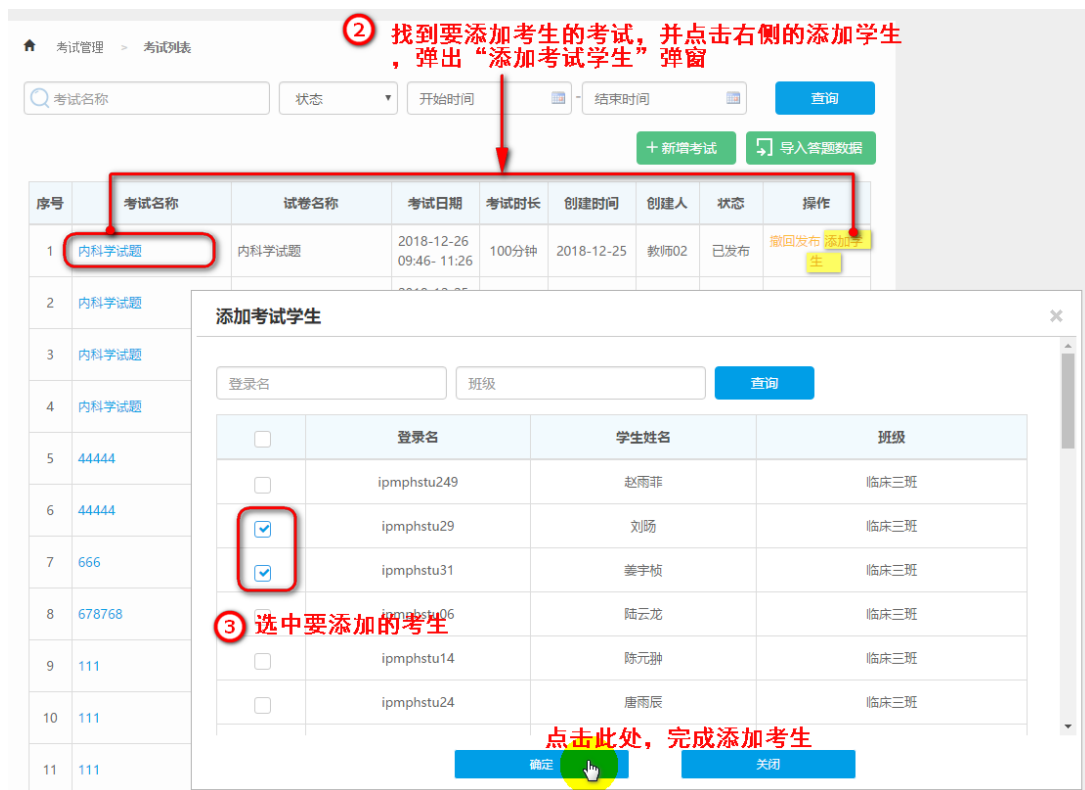 ② 找到要添加考生的考试，并点击右侧的添加学生
，弹出“添加考试学生”弹窗
考试管理 > 考试列表
考试名称 状态 开始时间 - 结束时间 查询
+新增考试 导入答题数据
序号 考试名称 试卷名称 考试日期 考试时长 创建时间 创建人 状态 操作
1 内科学试题 内科学试题 2018-12-26 09:46- 11:26 100分钟 2018-12-25 教师02 已发布 撤回发布 添加学生
2 内科学试题
3 内科学试题
4 内科学试题
5 44444
6 44444
7 666
8 678768
9 111
10 111
11 111
添加考试学生 ×
登录名 班级 查询
登录名 学生姓名 班级
ipmphstu249 赵雨菲 临床三班
ipmphstu29 刘旸 临床三班
ipmphstu31 姜宇桢 临床三班
ipmphstu06 陆云龙 临床三班
③ 选中要添加的考生
ipmphstu14 陈元翀 临床三班
ipmphstu24 唐雨辰 临床三班
点击此处，完成添加考生
确定 关闭